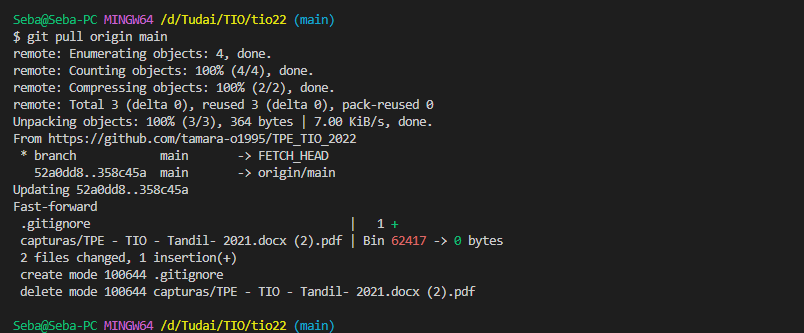 Seba@Seba-PC MINGW64 /d/Tudai/TIO/tio22 (main)
$ git pull origin main
remote: Enumerating objects: 4, done.
remote: Counting objects: 100% (4/4), done.
remote: Compressing objects: 100% (2/2), done.
remote: Total 3 (delta 0), reused 3 (delta 0), pack-reused 0
Unpacking objects: 100% (3/3), 364 bytes | 7.00 KiB/s, done.
From https://github.com/tamara-o1995/TPE_TIO_2022
 * branch            main       -> FETCH_HEAD
   52a0dd8..358c45a  main       -> origin/main
Updating 52a0dd8..358c45a
Fast-forward
 .gitignore                                   |   1 +
 capturas/TPE - TIO - Tandil- 2021.docx (2).pdf | Bin 62417 -> 0 bytes
 2 files changed, 1 insertion(+)
 create mode 100644 .gitignore
 delete mode 100644 capturas/TPE - TIO - Tandil- 2021.docx (2).pdf
Seba@Seba-PC MINGW64 /d/Tudai/TIO/tio22 (main)